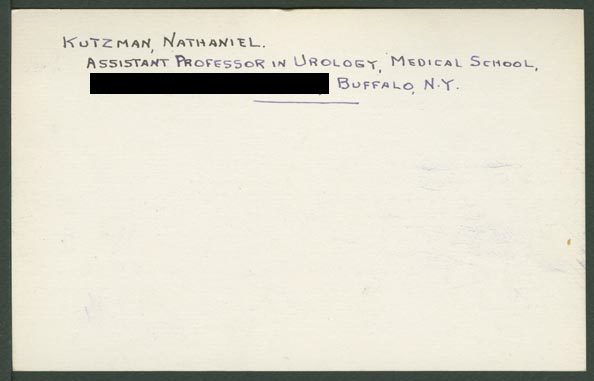 KUTZMAN, NATHANIEL.
ASSISTANT PROFESSOR IN UROLOGY, MEDICAL SCHOOL,
BUFFALO, N.Y.